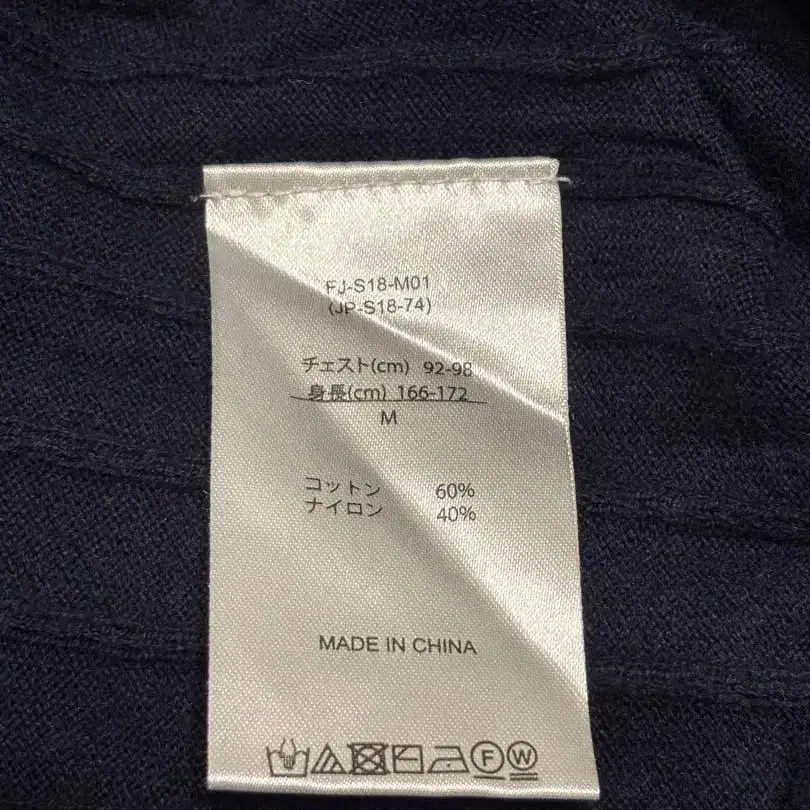 FJ-S18-M01
(JP-S18-74)
チェスト(cm) 92-98
身長(cm) 166-172
M
コットン 60%
ナイロン 40%
MADE IN CHINA
F W